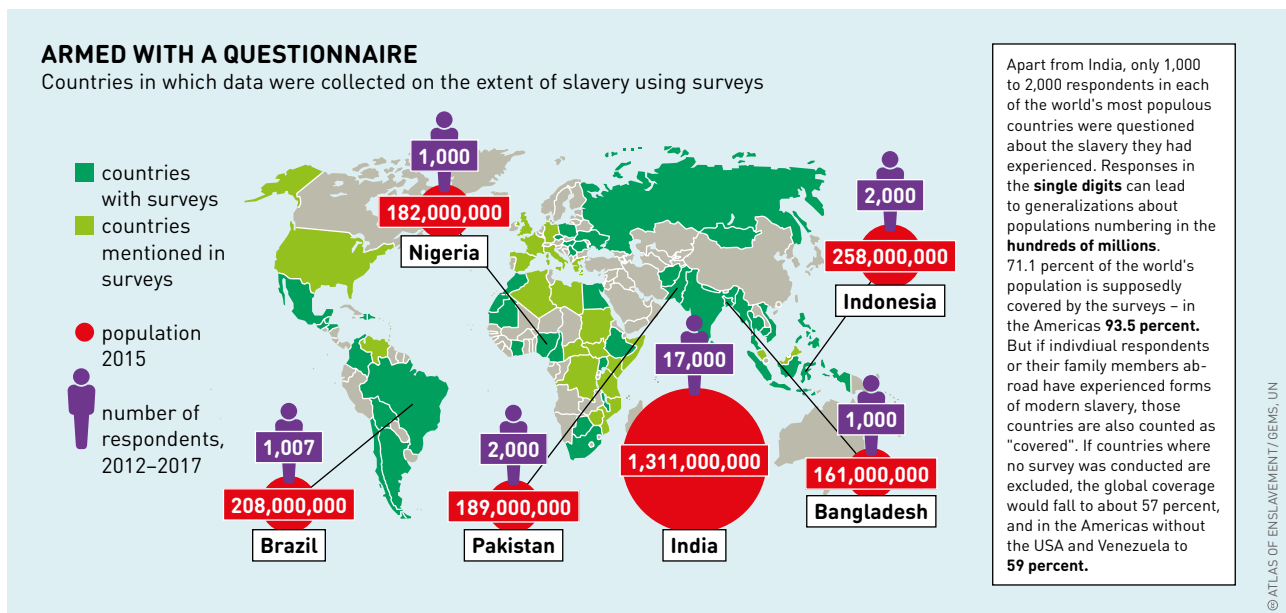 ARMED WITH A QUESTIONNAIRE
Countries in which data were collected on the extent of slavery using surveys
countries
with surveys
countries
mentioned in
surveys
population
2015
number of
respondents,
2012–2017
1,000
182,000,000
Nigeria
2,000
258,000,000
Indonesia
17,000
1,311,000,000
India
1,007
208,000,000
Brazil
2,000
189,000,000
Pakistan
1,000
161,000,000
Bangladesh
Apart from India, only 1,000
to 2,000 respondents in each
of the world's most populous
countries were questioned
about the slavery they had
experienced. Responses in
the single digits can lead
to generalizations about
populations numbering in the
hundreds of millions.
71.1 percent of the world's
population is supposedly
covered by the surveys – in
the Americas 93.5 percent.
But if indivdiual respondents
or their family members ab-
road have experienced forms
of modern slavery, those
countries are also counted as
"covered". If countries where
no survey was conducted are
excluded, the global coverage
would fall to about 57 percent,
and in the Americas without
the USA and Venezuela to
59 percent.
© ATLAS OF ENSLAVEMENT / GEMS, UN